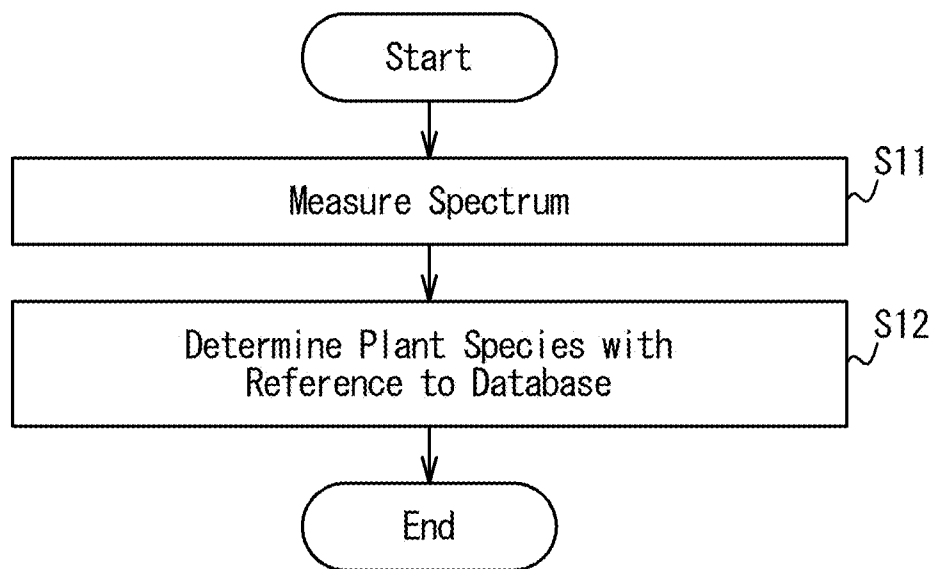 Start
Measure Spectrum
S11
Determine Plant Species with
Reference to Database
S12
End